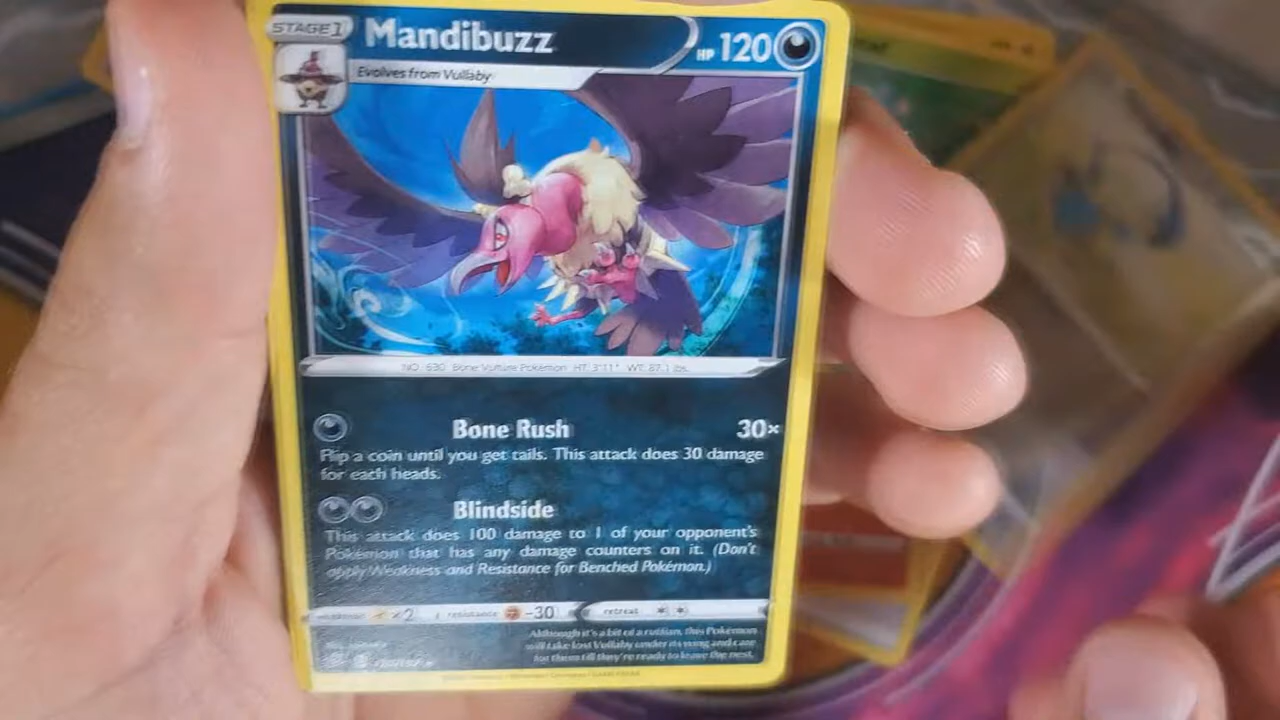 STAGE 1
Mandibuzz
HP 120
Evolves from Vullaby
NO. 630 Bone Vulture Pokémon HT: 3'11" WT: 87.1 lbs.
Bone Rush 30×
Flip a coin until you get tails. This attack does 30 damage
for each heads.
Blindside
This attack does 100 damage to 1 of your opponent's
Pokémon that has any damage counters on it. (Don't
apply Weakness and Resistance for Benched Pokémon.)
weakness ×2 resistance -30 retreat
Although it's a bit of a ruffian, this Pokémon
will take lost Vullaby under its wing and care
for them till they're ready to leave the nest.